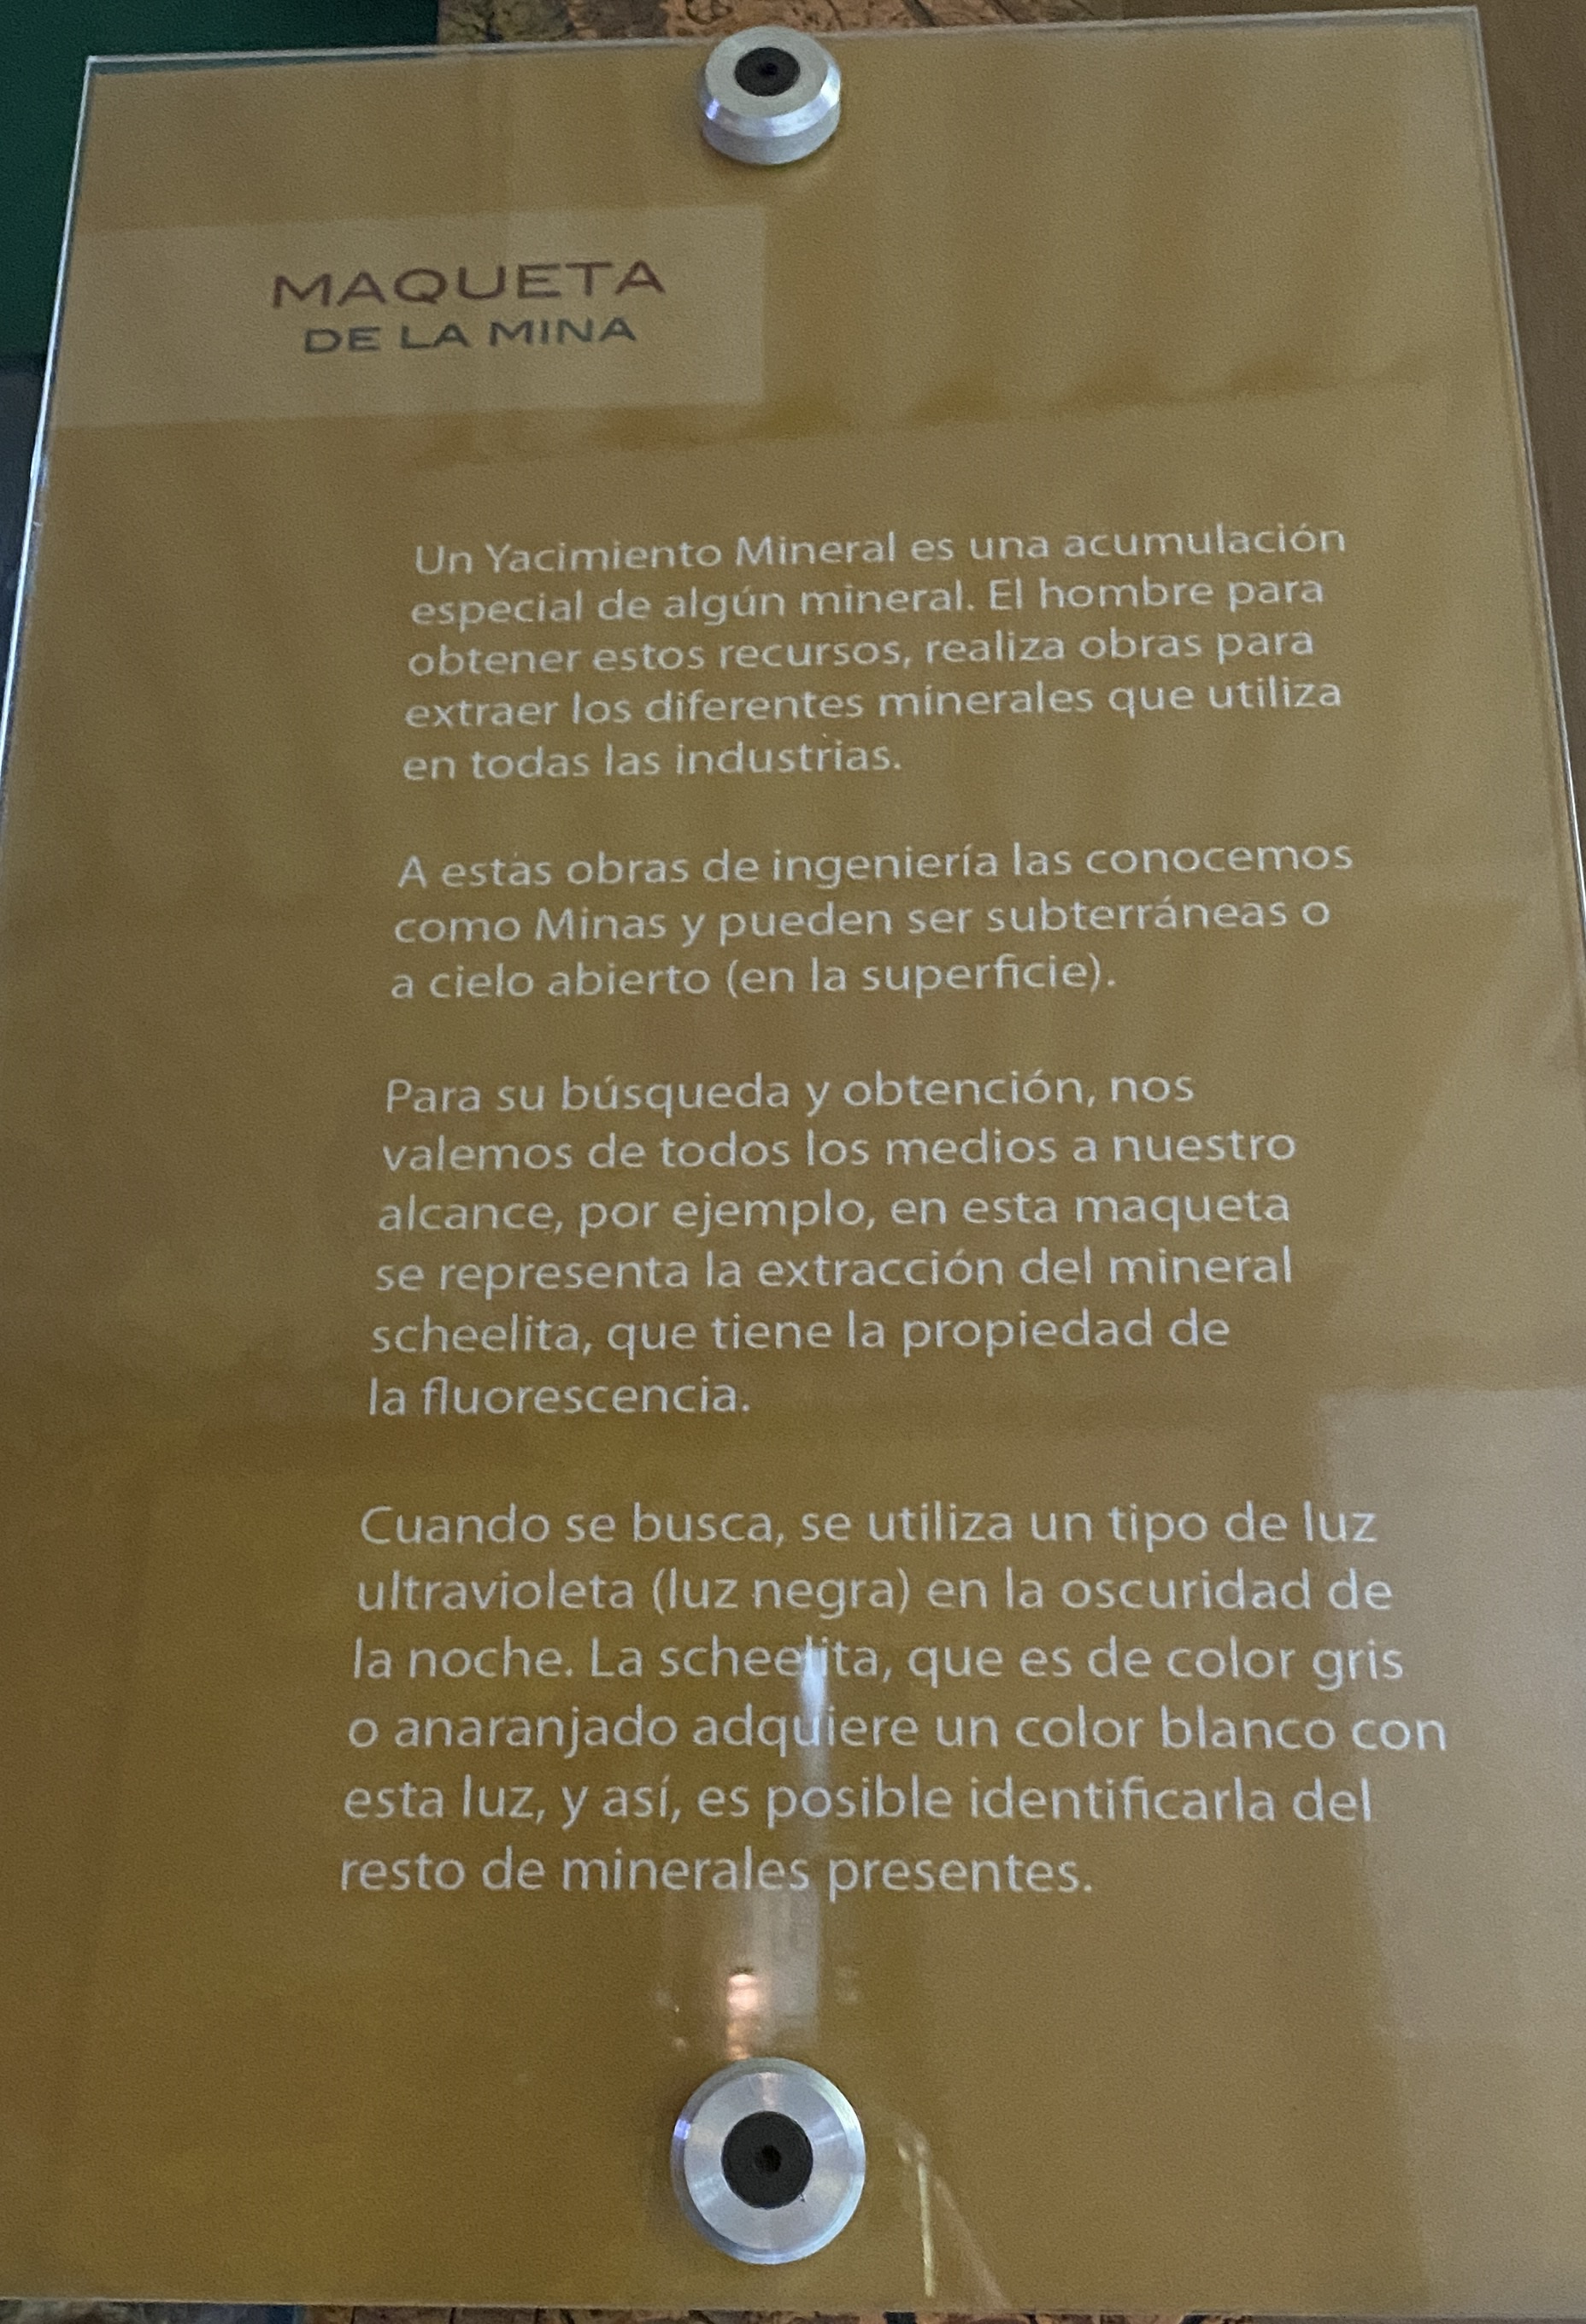 MAQUETA
DE LA MINA
Un Yacimiento Mineral es una acumulación
especial de algún mineral. El hombre para
obtener estos recursos, realiza obras para
extraer los diferentes minerales que utiliza
en todas las industrias.
A estas obras de ingeniería las conocemos
como Minas y pueden ser subterráneas o
a cielo abierto (en la superficie).
Para su búsqueda y obtención, nos
valemos de todos los medios a nuestro
alcance, por ejemplo, en esta maqueta
se representa la extracción del mineral
scheelita, que tiene la propiedad de
la fluorescencia.
Cuando se busca, se utiliza un tipo de luz
ultravioleta (luz negra) en la oscuridad de
la noche. La scheelita, que es de color gris
o anaranjado adquiere un color blanco con
esta luz, y así, es posible identificarla del
resto de minerales presentes.